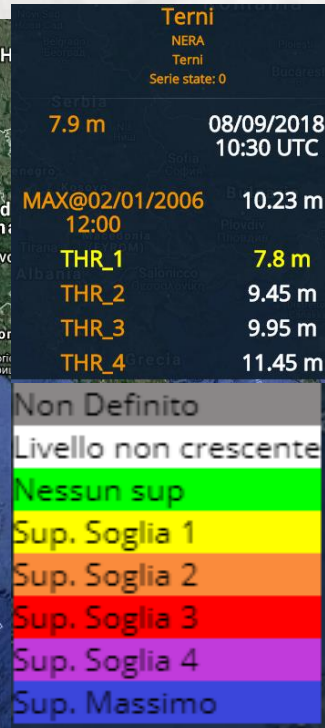 Terni
NERA
Terni
Serie state: 0
7.9 m 08/09/2018
10:30 UTC
MAX@02/01/2006 10.23 m
12:00
THR_1 7.8 m
THR_2 9.45 m
THR_3 9.95 m
THR_4 11.45 m
Non Definito
Livello non crescente
Nessun sup
Sup. Soglia 1
Sup. Soglia 2
Sup. Soglia 3
Sup. Soglia 4
Sup. Massimo